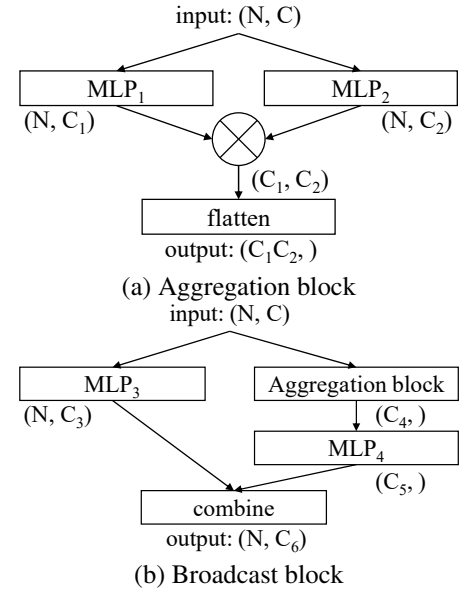 input: (N, C)
MLP₁
MLP₂
(N, C₁)
(N, C₂)
(C₁, C₂)
flatten
output: (C₁C₂, )
(a) Aggregation block
input: (N, C)
MLP₃
Aggregation block
(N, C₃)
(C₄, )
MLP₄
(C₅, )
combine
output: (N, C₆)
(b) Broadcast block